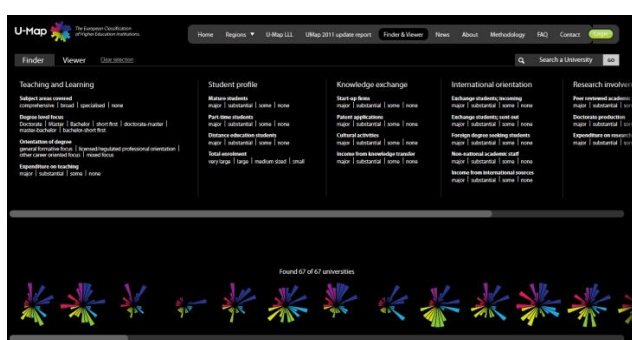 U-Map The European Classification
of Higher Education Institutions
Home Regions ▼ U-Map LLL UMap 2011 update report Finder & Viewer News About Methodology FAQ Contact Login
Finder Viewer Clear selection Search a University GO
Teaching and Learning
Subject areas covered
comprehensive | broad | specialised | none
Degree level focus
Doctorate | Master | Bachelor | short first | doctorate-master |
master-bachelor | bachelor-short first
Orientation of degree
general formative focus | licensed/regulated professional orientation |
other career oriented focus | mixed focus
Expenditure on teaching
major | substantial | some | none
Student profile
Mature students
major | substantial | some | none
Part-time students
major | substantial | some | none
Distance education students
major | substantial | some | none
Total enrolment
very large | large | medium sized | small
Knowledge exchange
Start-up firms
major | substantial | some | none
Patent applications
major | substantial | some | none
Cultural activities
major | substantial | some | none
Income from knowledge transfer
major | substantial | some | none
International orientation
Exchange students; incoming
major | substantial | some | none
Exchange students; sent out
major | substantial | some | none
Foreign degree seeking students
major | substantial | some | none
Non-national academic staff
major | substantial | some | none
Income from international sources
major | substantial | some | none
Research involvem
Peer reviewed academic
major | substantial |
Doctorate production
major | substantial |
Expenditure on research
major | substantial |
Found 67 of 67 universities